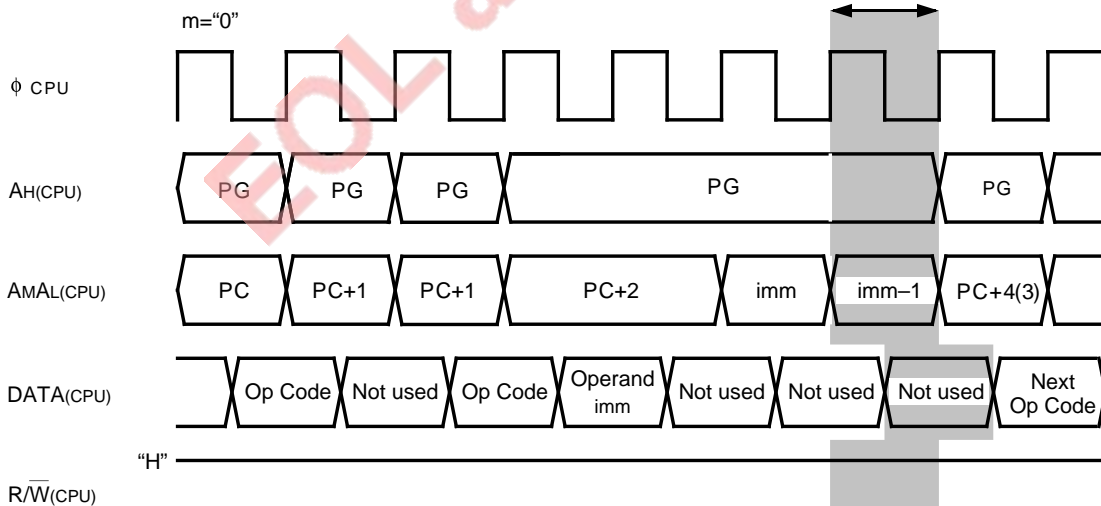 m="0"
ϕ CPU
AH(CPU)
PG PG PG PG PG
AMAL(CPU)
PC PC+1 PC+1 PC+2 imm imm–1 PC+4(3)
DATA(CPU)
Op Code Not used Op Code Operand imm Not used Not used Not used Next Op Code
“H”
R/W̅(CPU)
EOL a